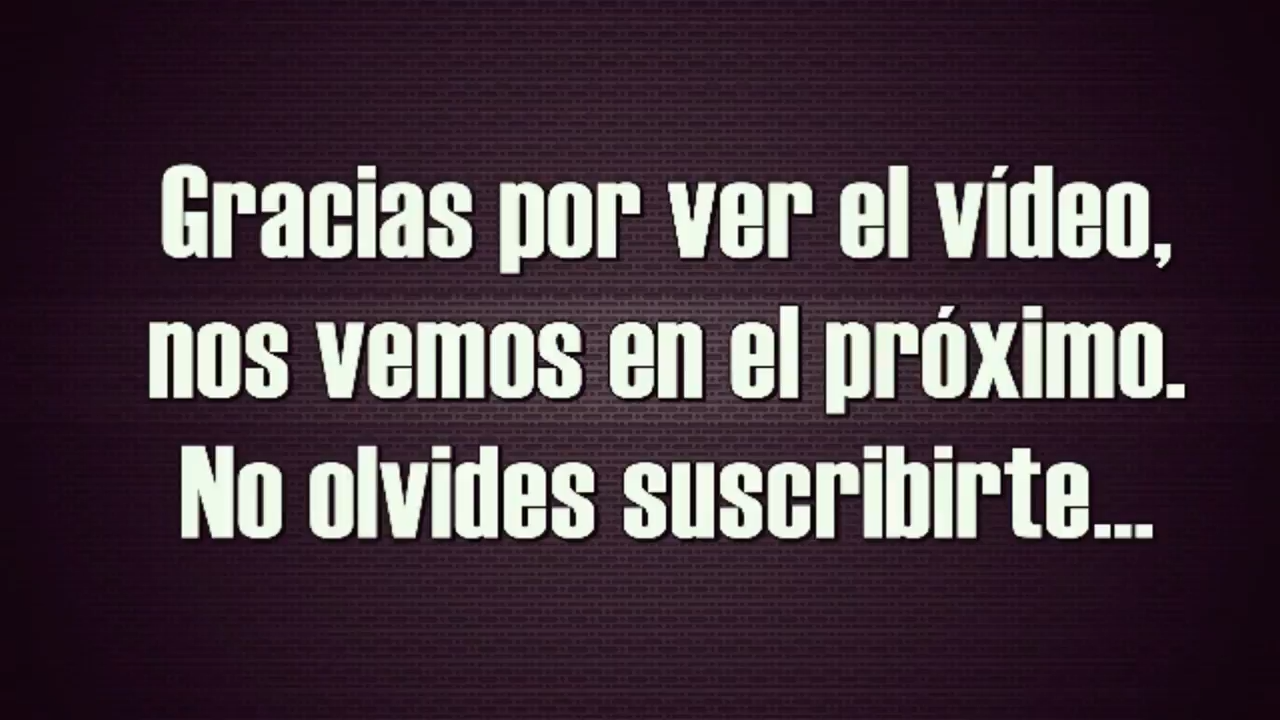 Gracias por ver el vídeo,
nos vemos en el próximo.
No olvides suscribirte...